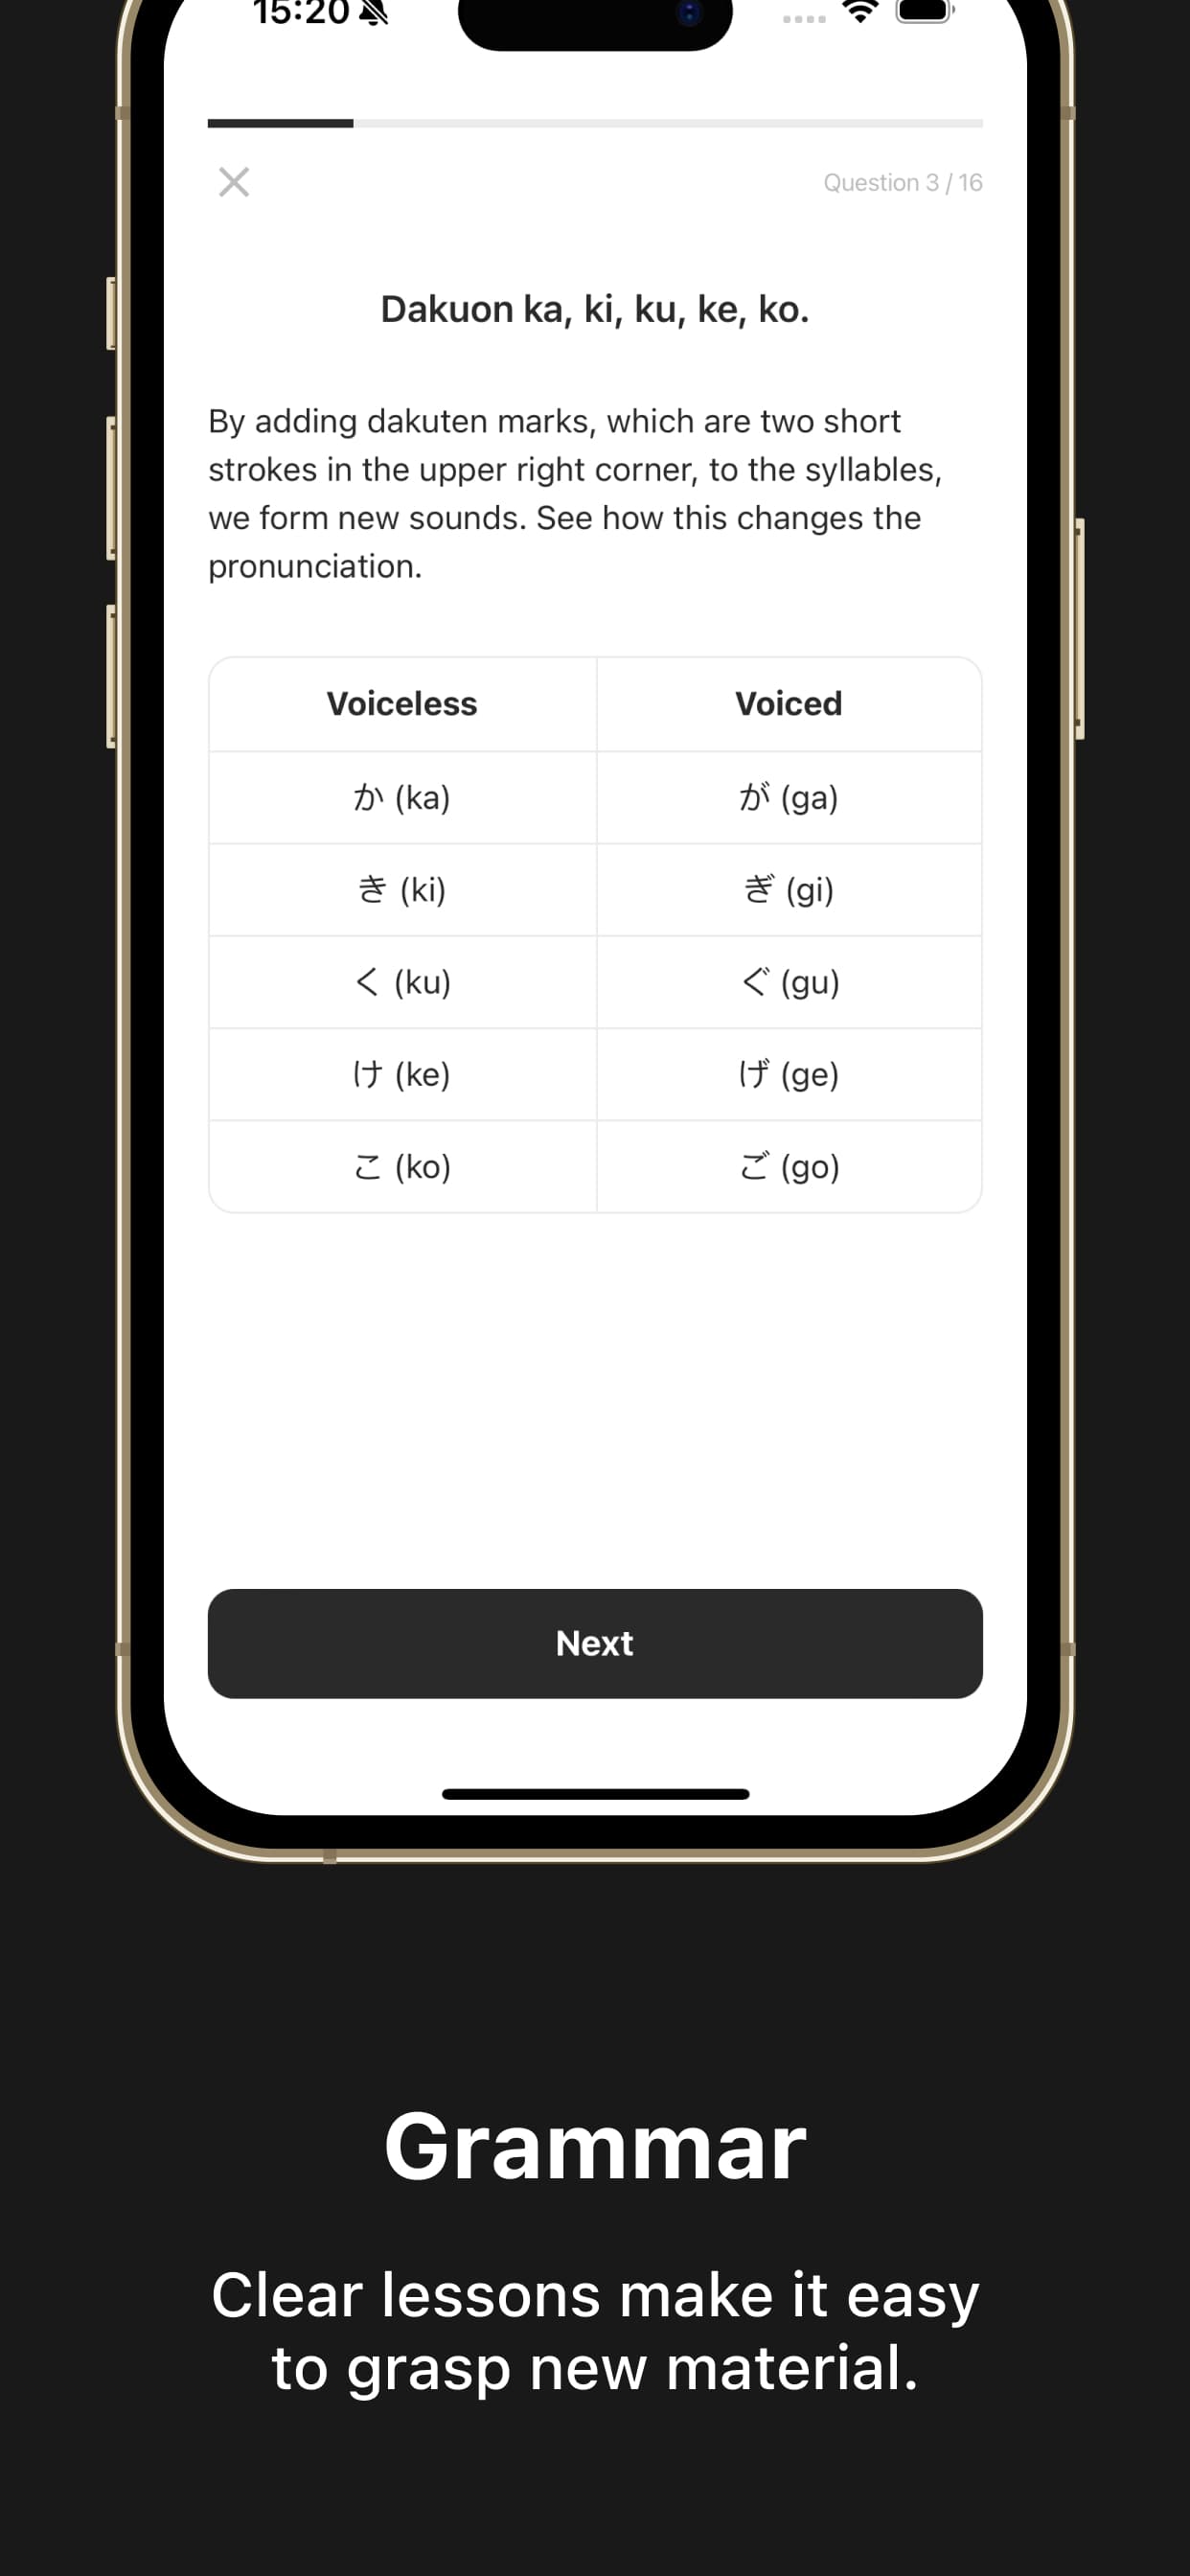 15:20
Question 3 / 16
Dakuon ka, ki, ku, ke, ko.
By adding dakuten marks, which are two short
strokes in the upper right corner, to the syllables,
we form new sounds. See how this changes the
pronunciation.
Voiceless Voiced
か (ka) が (ga)
き (ki) ぎ (gi)
く (ku) ぐ (gu)
け (ke) げ (ge)
こ (ko) ご (go)
Next
Grammar
Clear lessons make it easy
to grasp new material.